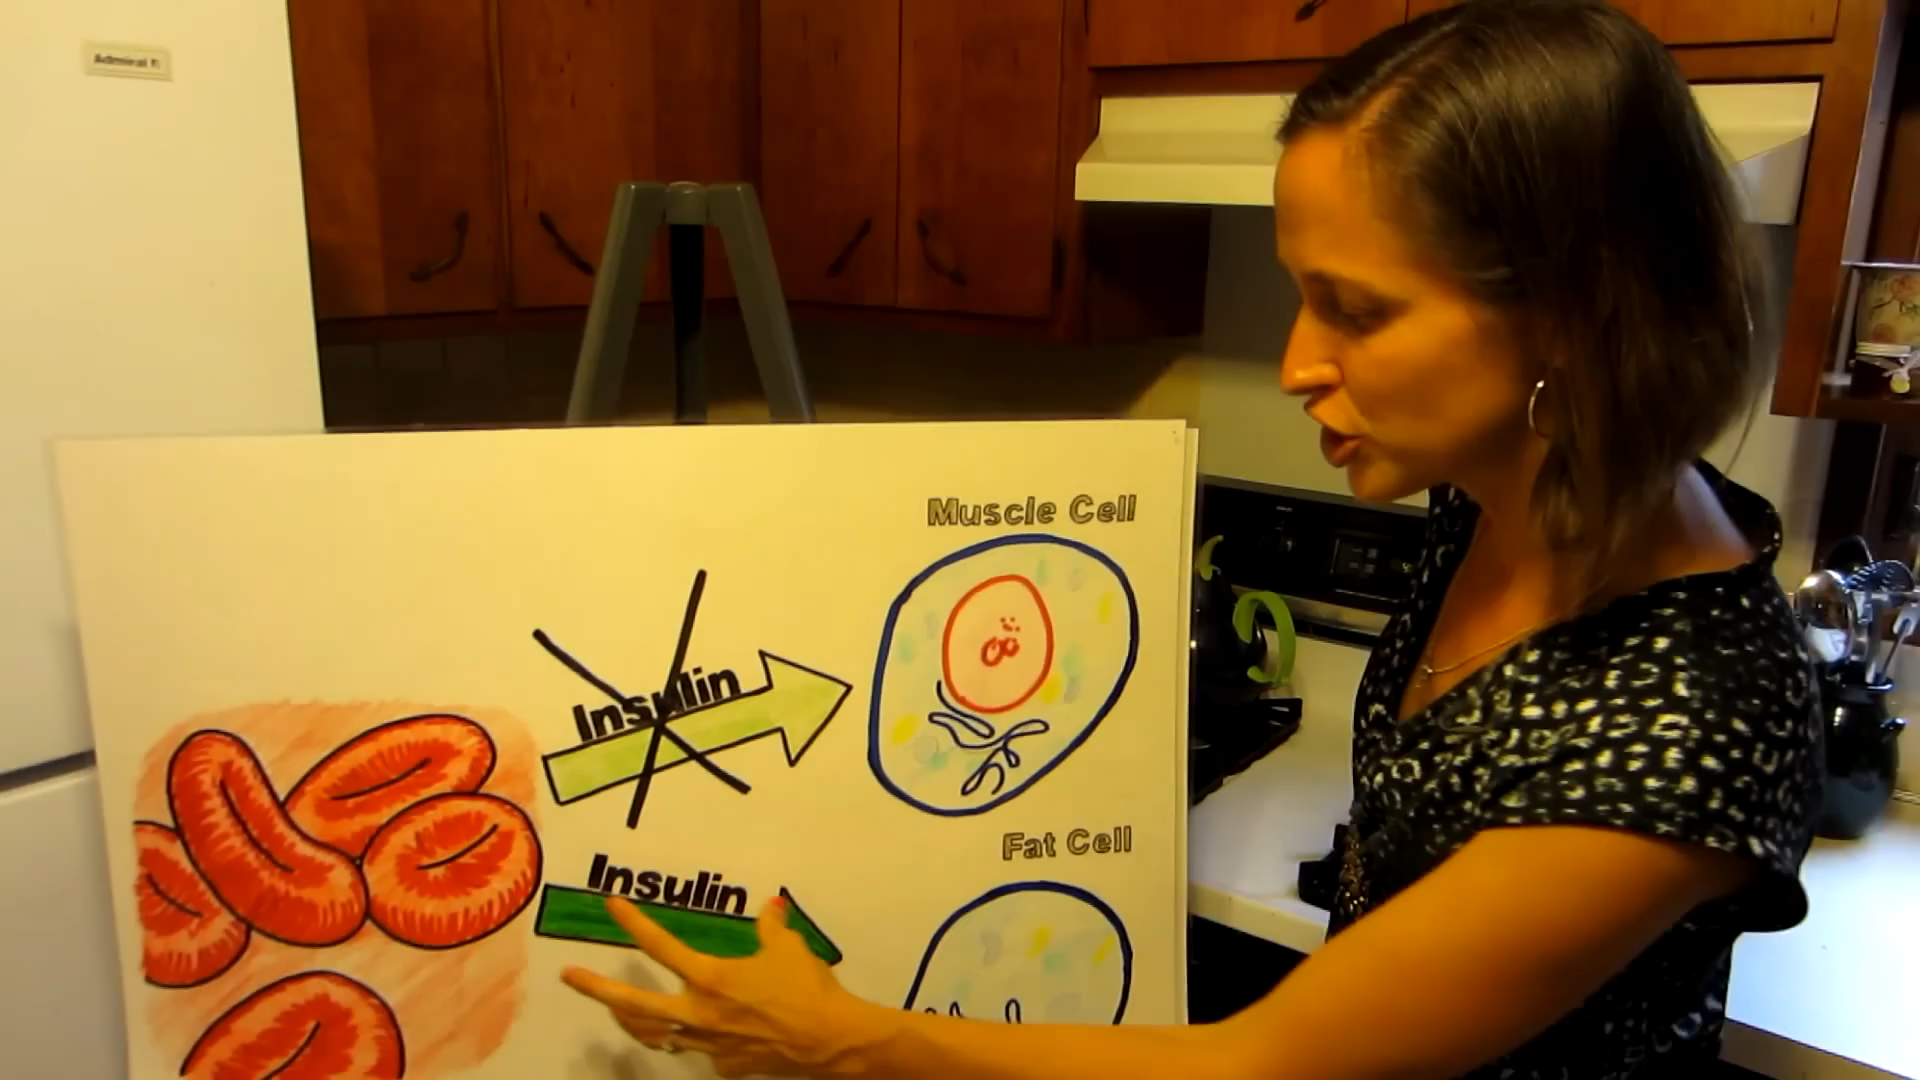 Admiral
Muscle Cell
Insulin
Fat Cell
Insulin